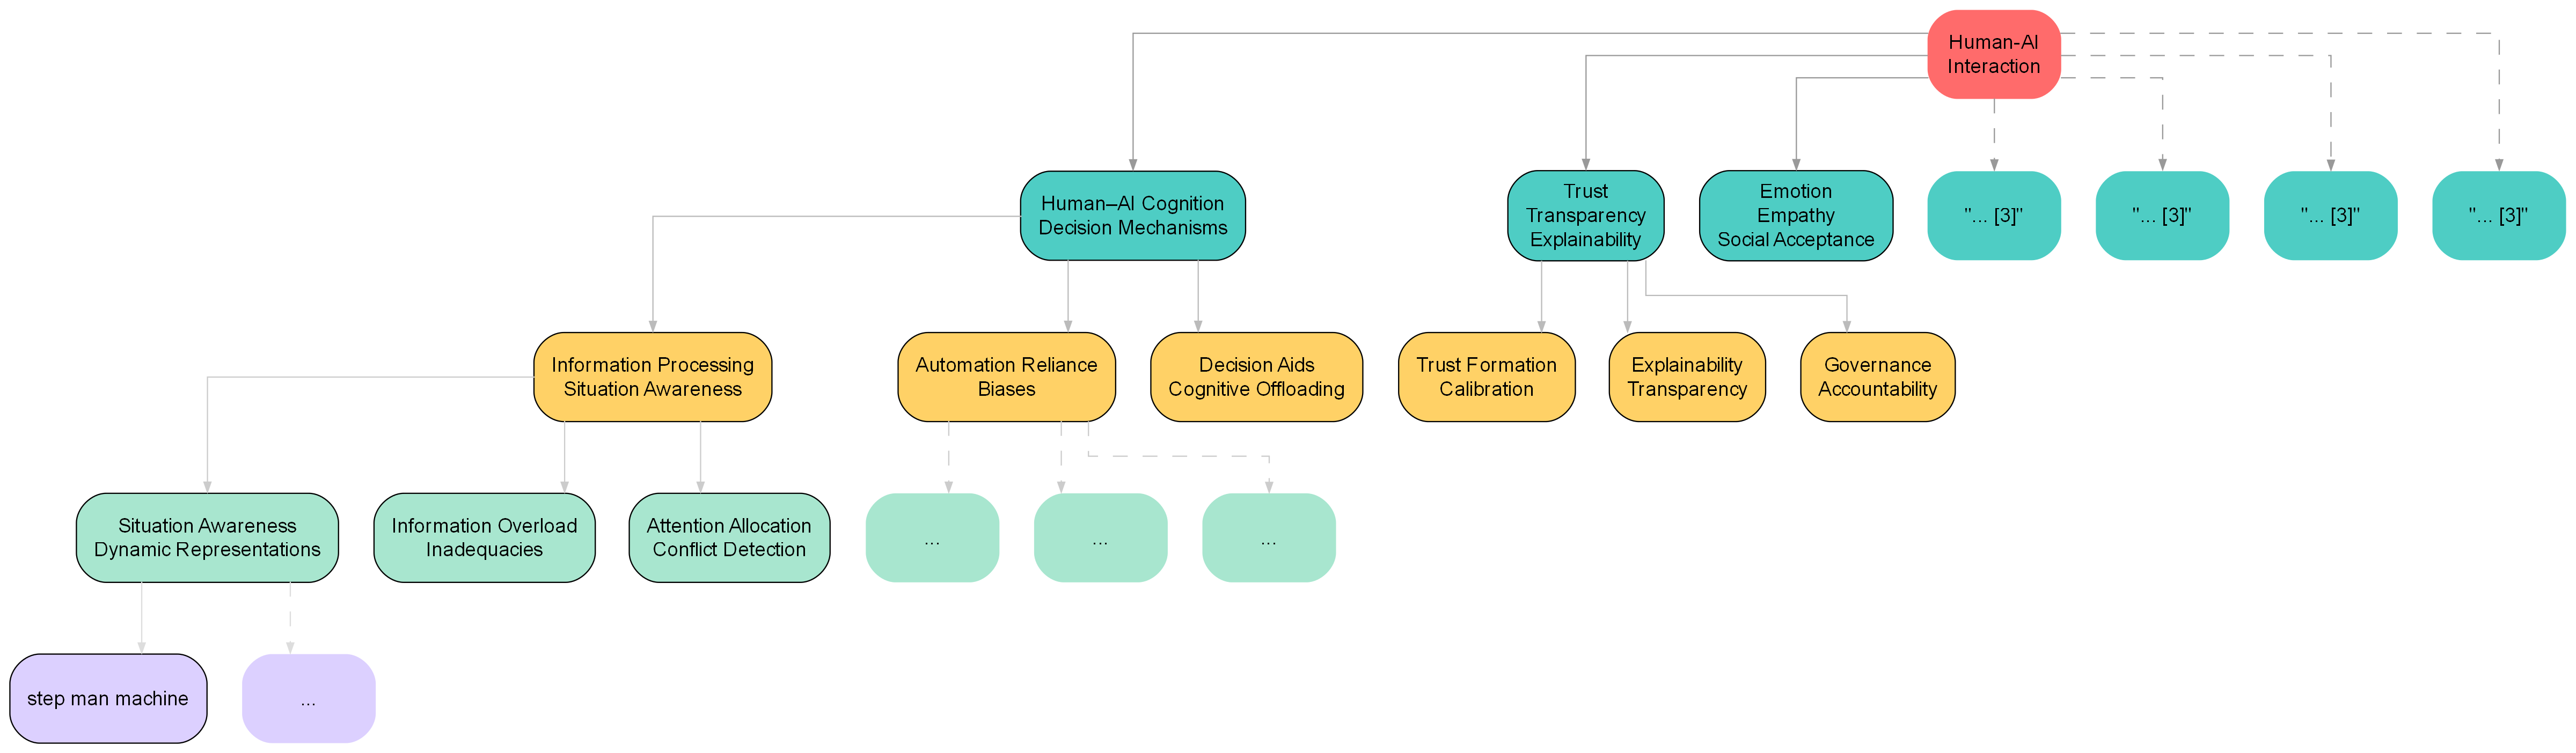 Human-AI
Interaction
Human–AI Cognition
Decision Mechanisms
Trust
Transparency
Explainability
Emotion
Empathy
Social Acceptance
"... [3]"
"... [3]"
"... [3]"
"... [3]"
Information Processing
Situation Awareness
Automation Reliance
Biases
Decision Aids
Cognitive Offloading
Trust Formation
Calibration
Explainability
Transparency
Governance
Accountability
Situation Awareness
Dynamic Representations
Information Overload
Inadequacies
Attention Allocation
Conflict Detection
...
...
...
step man machine
...